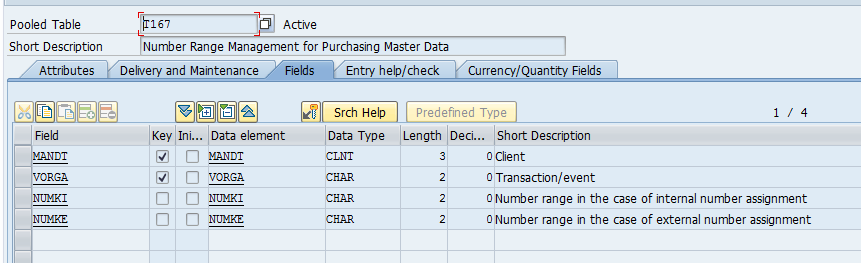 Pooled Table T167 Active
Short Description Number Range Management for Purchasing Master Data
Attributes Delivery and Maintenance Fields Entry help/check Currency/Quantity Fields
Srch Help Predefined Type 1 / 4
Field Key Ini... Data element Data Type Length Deci... Short Description
MANDT MANDT CLNT 3 0 Client
VORGA VORGA CHAR 2 0 Transaction/event
NUMKI NUMKI CHAR 2 0 Number range in the case of internal number assignment
NUMKE NUMKE CHAR 2 0 Number range in the case of external number assignment